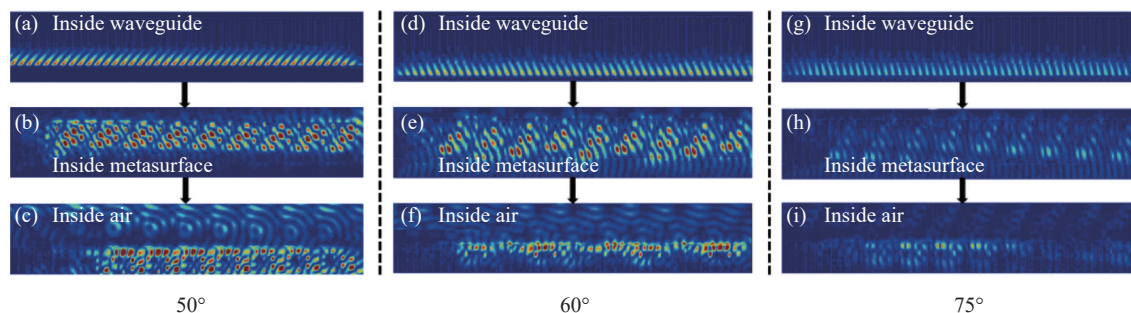 (a) Inside waveguide
(b)
Inside metasurface
(c) Inside air
50°
(d) Inside waveguide
(e)
Inside metasurface
(f) Inside air
60°
(g) Inside waveguide
(h)
Inside metasurface
(i) Inside air
75°